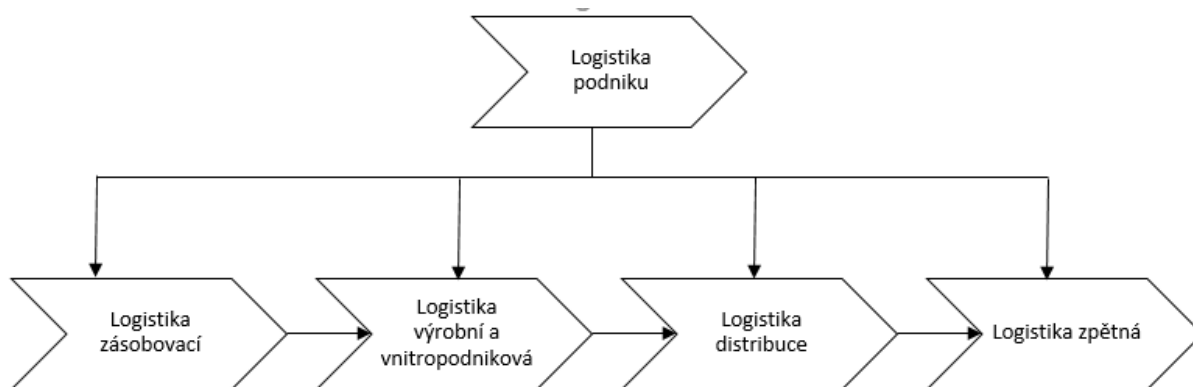 Logistika
podniku
Logistika
zásobovací
Logistika
výrobní a
vnitropodniková
Logistika
distribuce
Logistika zpětná